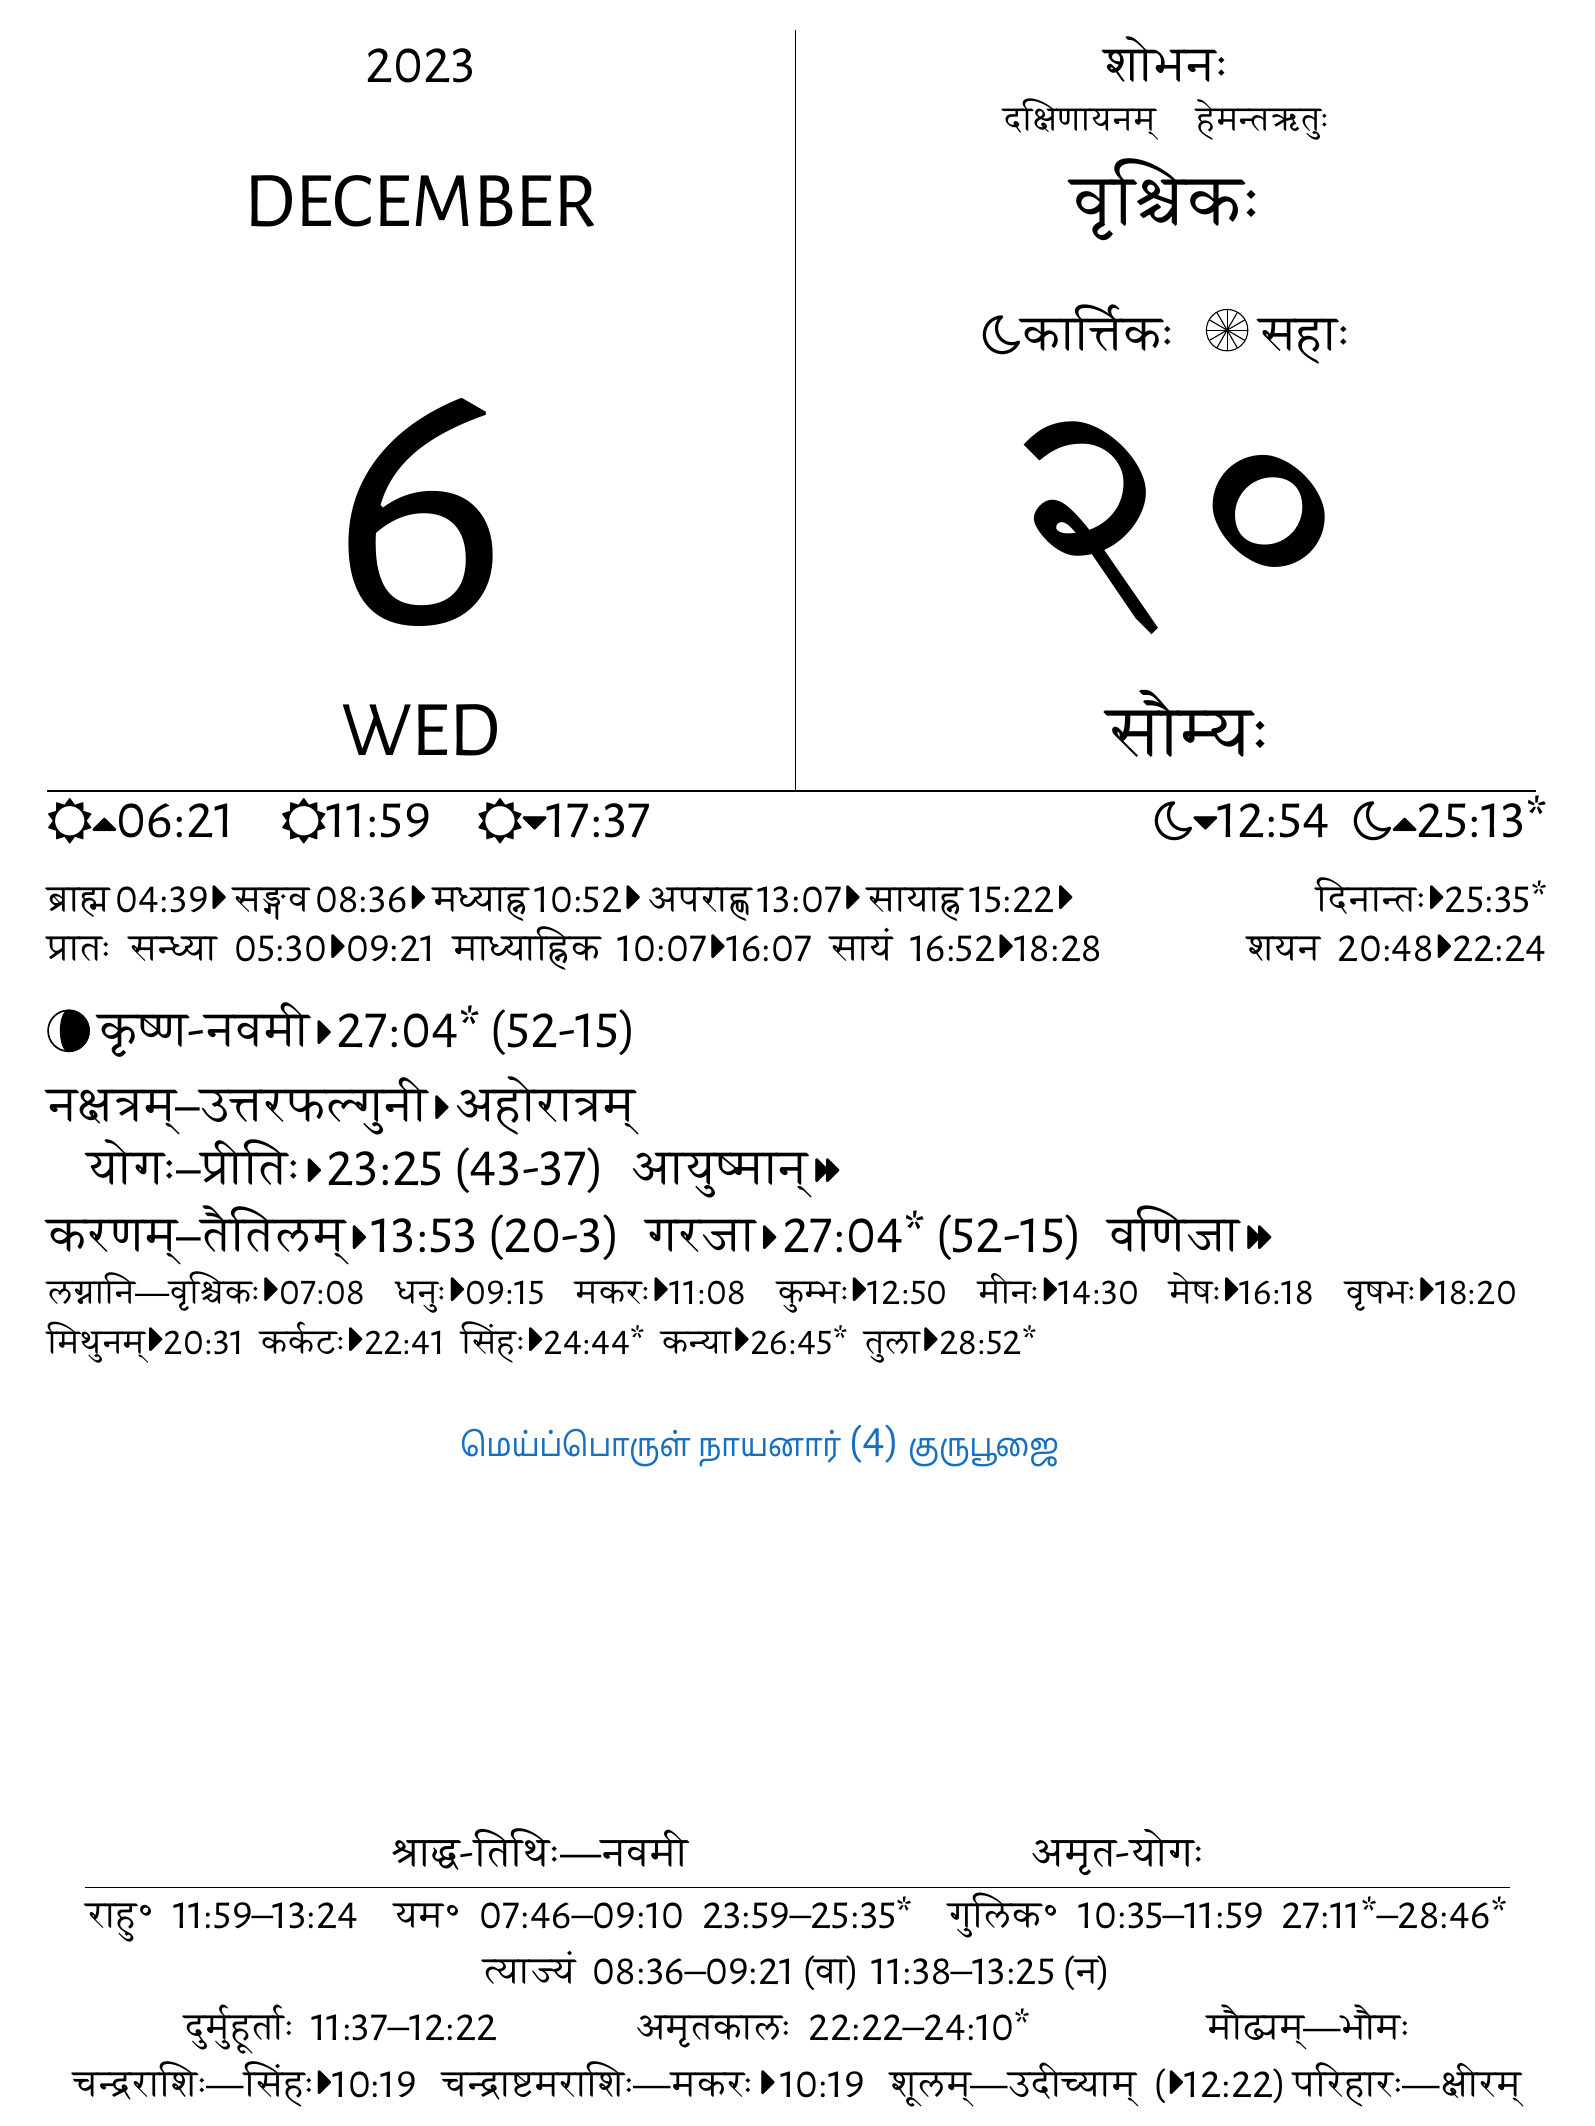 2023
DECEMBER
6
WED
शोभनः
दक्षिणायनम् हेमन्तऋतुः
वृश्चिकः
कार्त्तिकः सहाः
२०
सौम्यः
06:21 11:59 17:37 12:54 25:13*
ब्राह्म 04:39 सङ्गव 08:36 मध्याह्न 10:52 अपराह्ण 13:07 सायाह्न 15:22 दिनान्तः 25:35*
प्रातः सन्ध्या 05:30 09:21 माध्याह्निक 10:07 16:07 सायं 16:52 18:28 शयन 20:48 22:24
कृष्ण-नवमी 27:04* (52-15)
नक्षत्रम्–उत्तरफल्गुनी अहोरात्रम्
योगः–प्रीतिः 23:25 (43-37) आयुष्मान्
करणम्–तैतिलम् 13:53 (20-3) गरजा 27:04* (52-15) वणिजा
लग्नानि—वृश्चिकः 07:08 धनुः 09:15 मकरः 11:08 कुम्भः 12:50 मीनः 14:30 मेषः 16:18 वृषभः 18:20
मिथुनम् 20:31 कर्कटः 22:41 सिंहः 24:44* कन्या 26:45* तुला 28:52*
மெய்ப்பொருள் நாயனார் (4) குருபூஜை
श्राद्ध-तिथिः—नवमी अमृत-योगः
राहु॰ 11:59–13:24 यम॰ 07:46–09:10 23:59–25:35* गुलिक॰ 10:35–11:59 27:11*–28:46*
त्याज्यं 08:36–09:21 (वा) 11:38–13:25 (न)
दुर्मुहूर्ताः 11:37–12:22 अमृतकालः 22:22–24:10* मौढ्यम्—भौमः
चन्द्रराशिः—सिंहः 10:19 चन्द्राष्टमराशिः—मकरः 10:19 शूलम्—उदीच्याम् (12:22) परिहारः—क्षीरम्